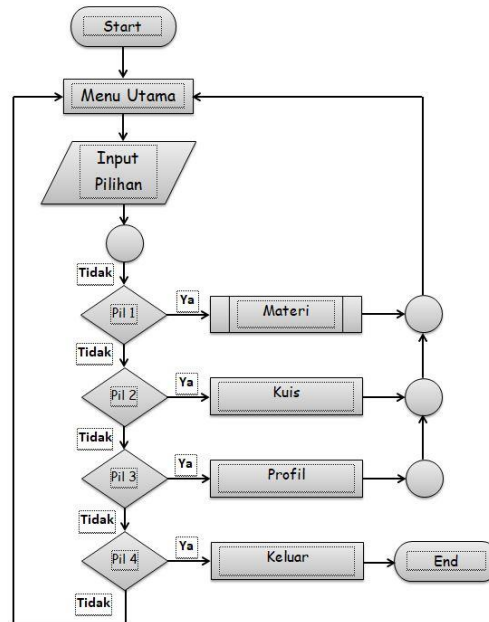 Start
Menu Utama
Input
Pilihan
Tidak
Pil 1
Ya
Materi
Tidak
Pil 2
Ya
Kuis
Tidak
Pil 3
Ya
Profil
Tidak
Pil 4
Ya
Keluar
End
Tidak